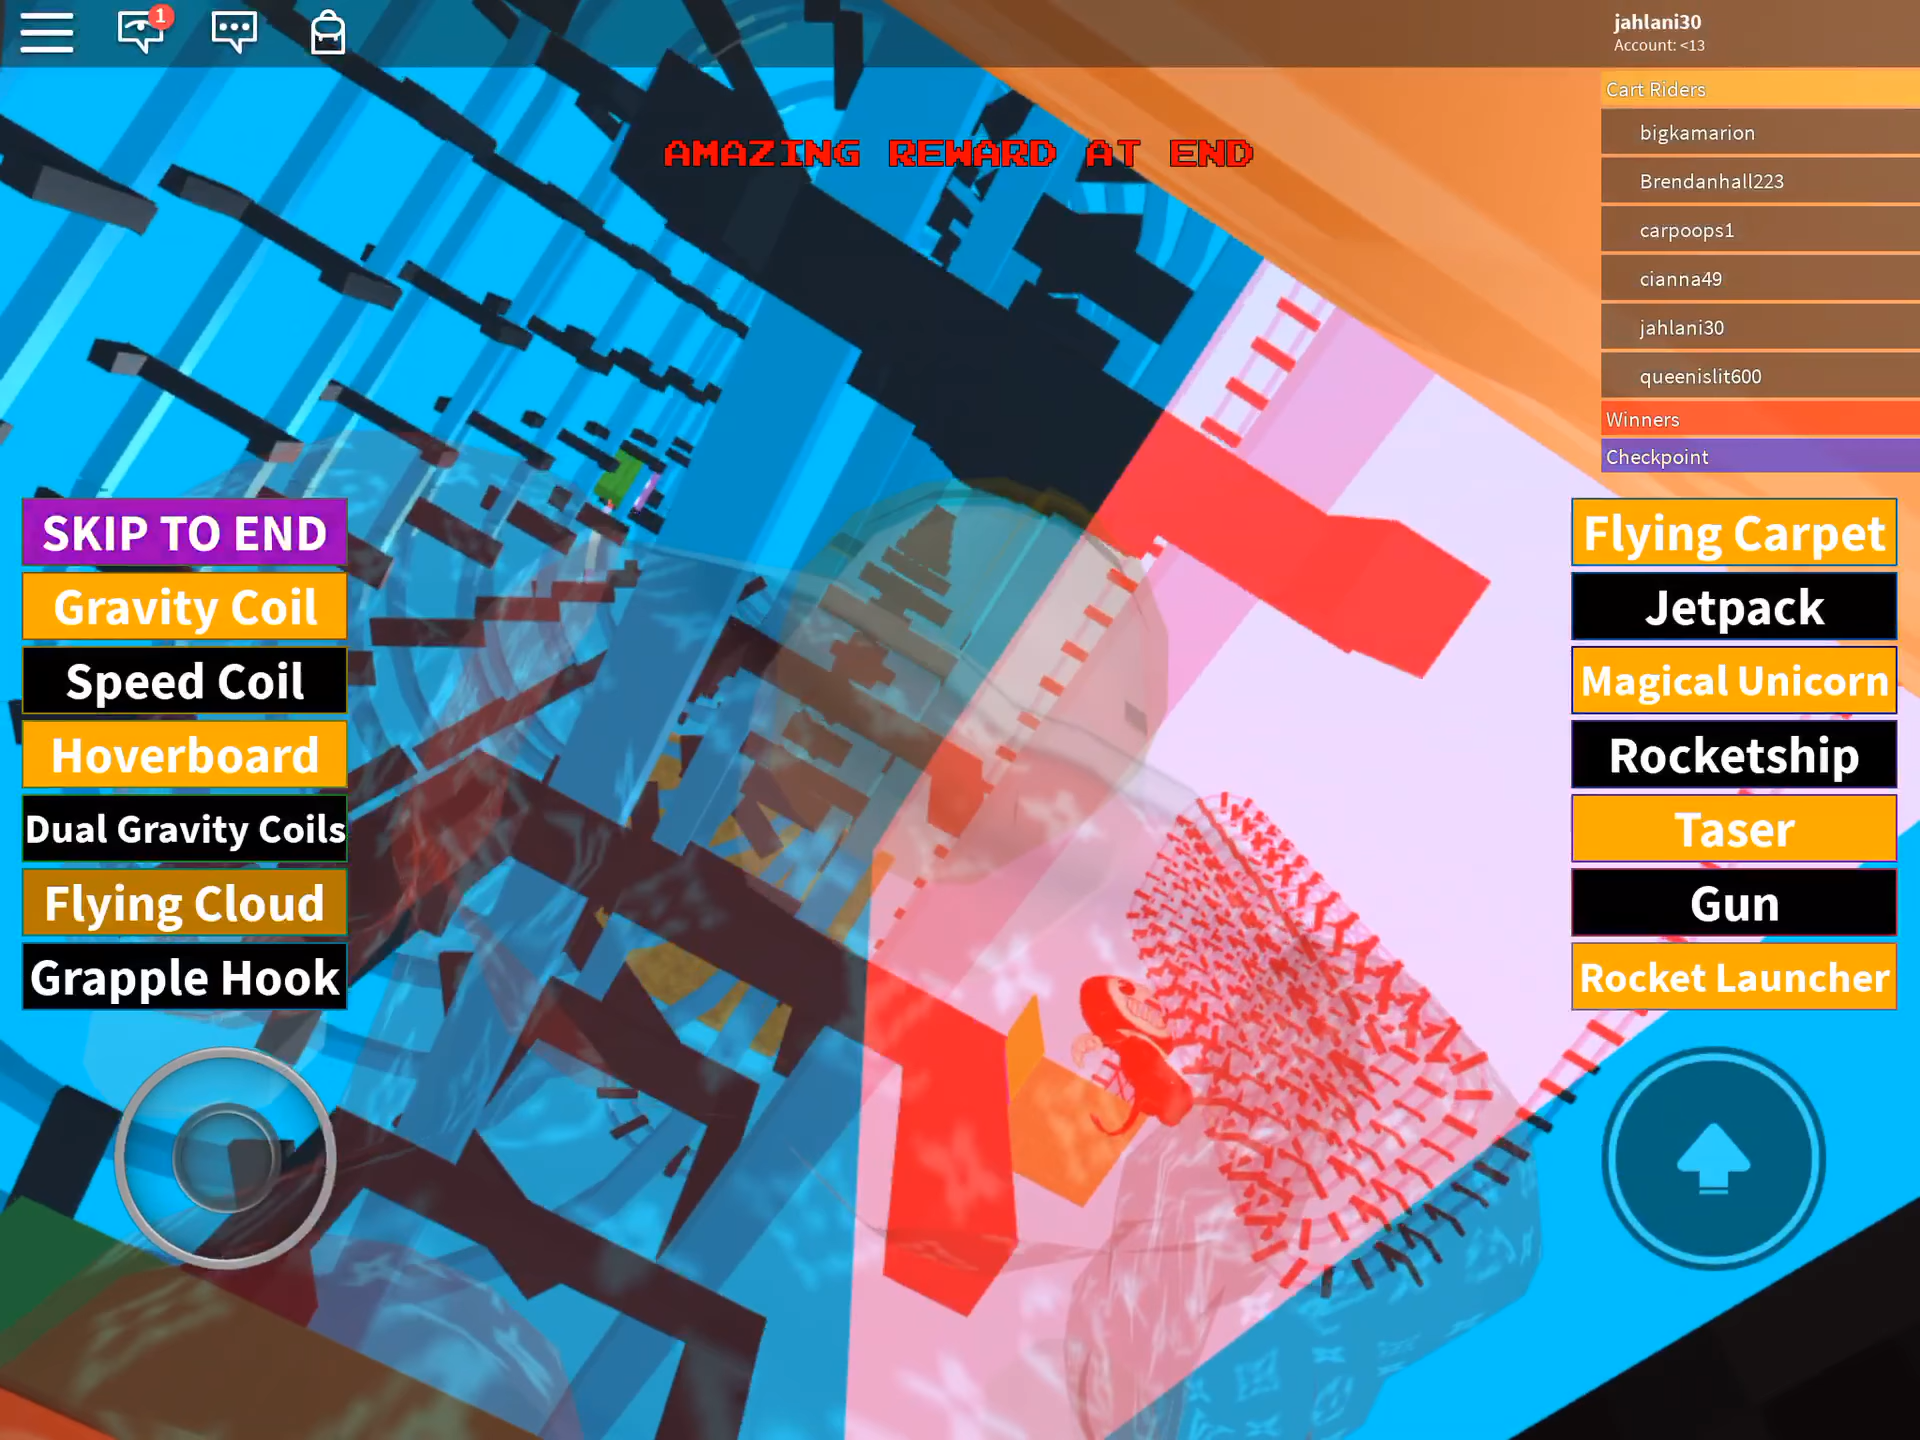 1
jahlani30
Account: <13
Cart Riders
bigkamarion
Brendanhall223
carpoops1
cianna49
jahlani30
queenislit600
Winners
Checkpoint
AMAZING REWARD AT END
SKIP TO END
Gravity Coil
Speed Coil
Hoverboard
Dual Gravity Coils
Flying Cloud
Grapple Hook
Flying Carpet
Jetpack
Magical Unicorn
Rocketship
Taser
Gun
Rocket Launcher